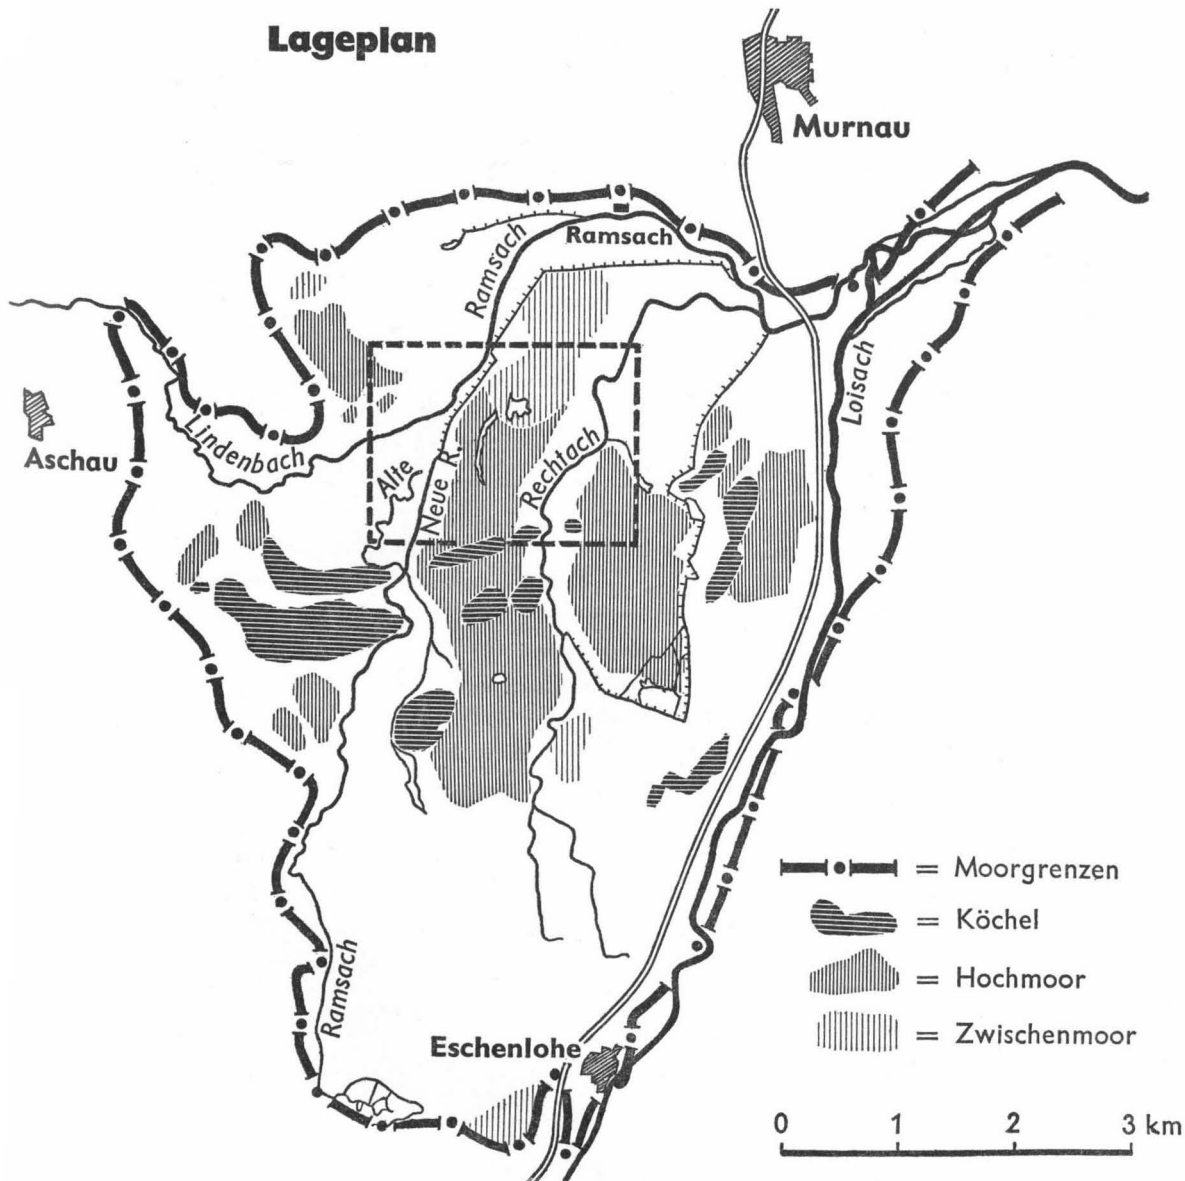 Lageplan
Murnau
Ramsach
Ramsach
Loisach
Aschau
Lindenbach
Alte
Neue R.
Rechtach
= Moorgrenzen
= Köchel
= Hochmoor
= Zwischenmoor
Ramsach
Eschenlohe
0 1 2 3 km